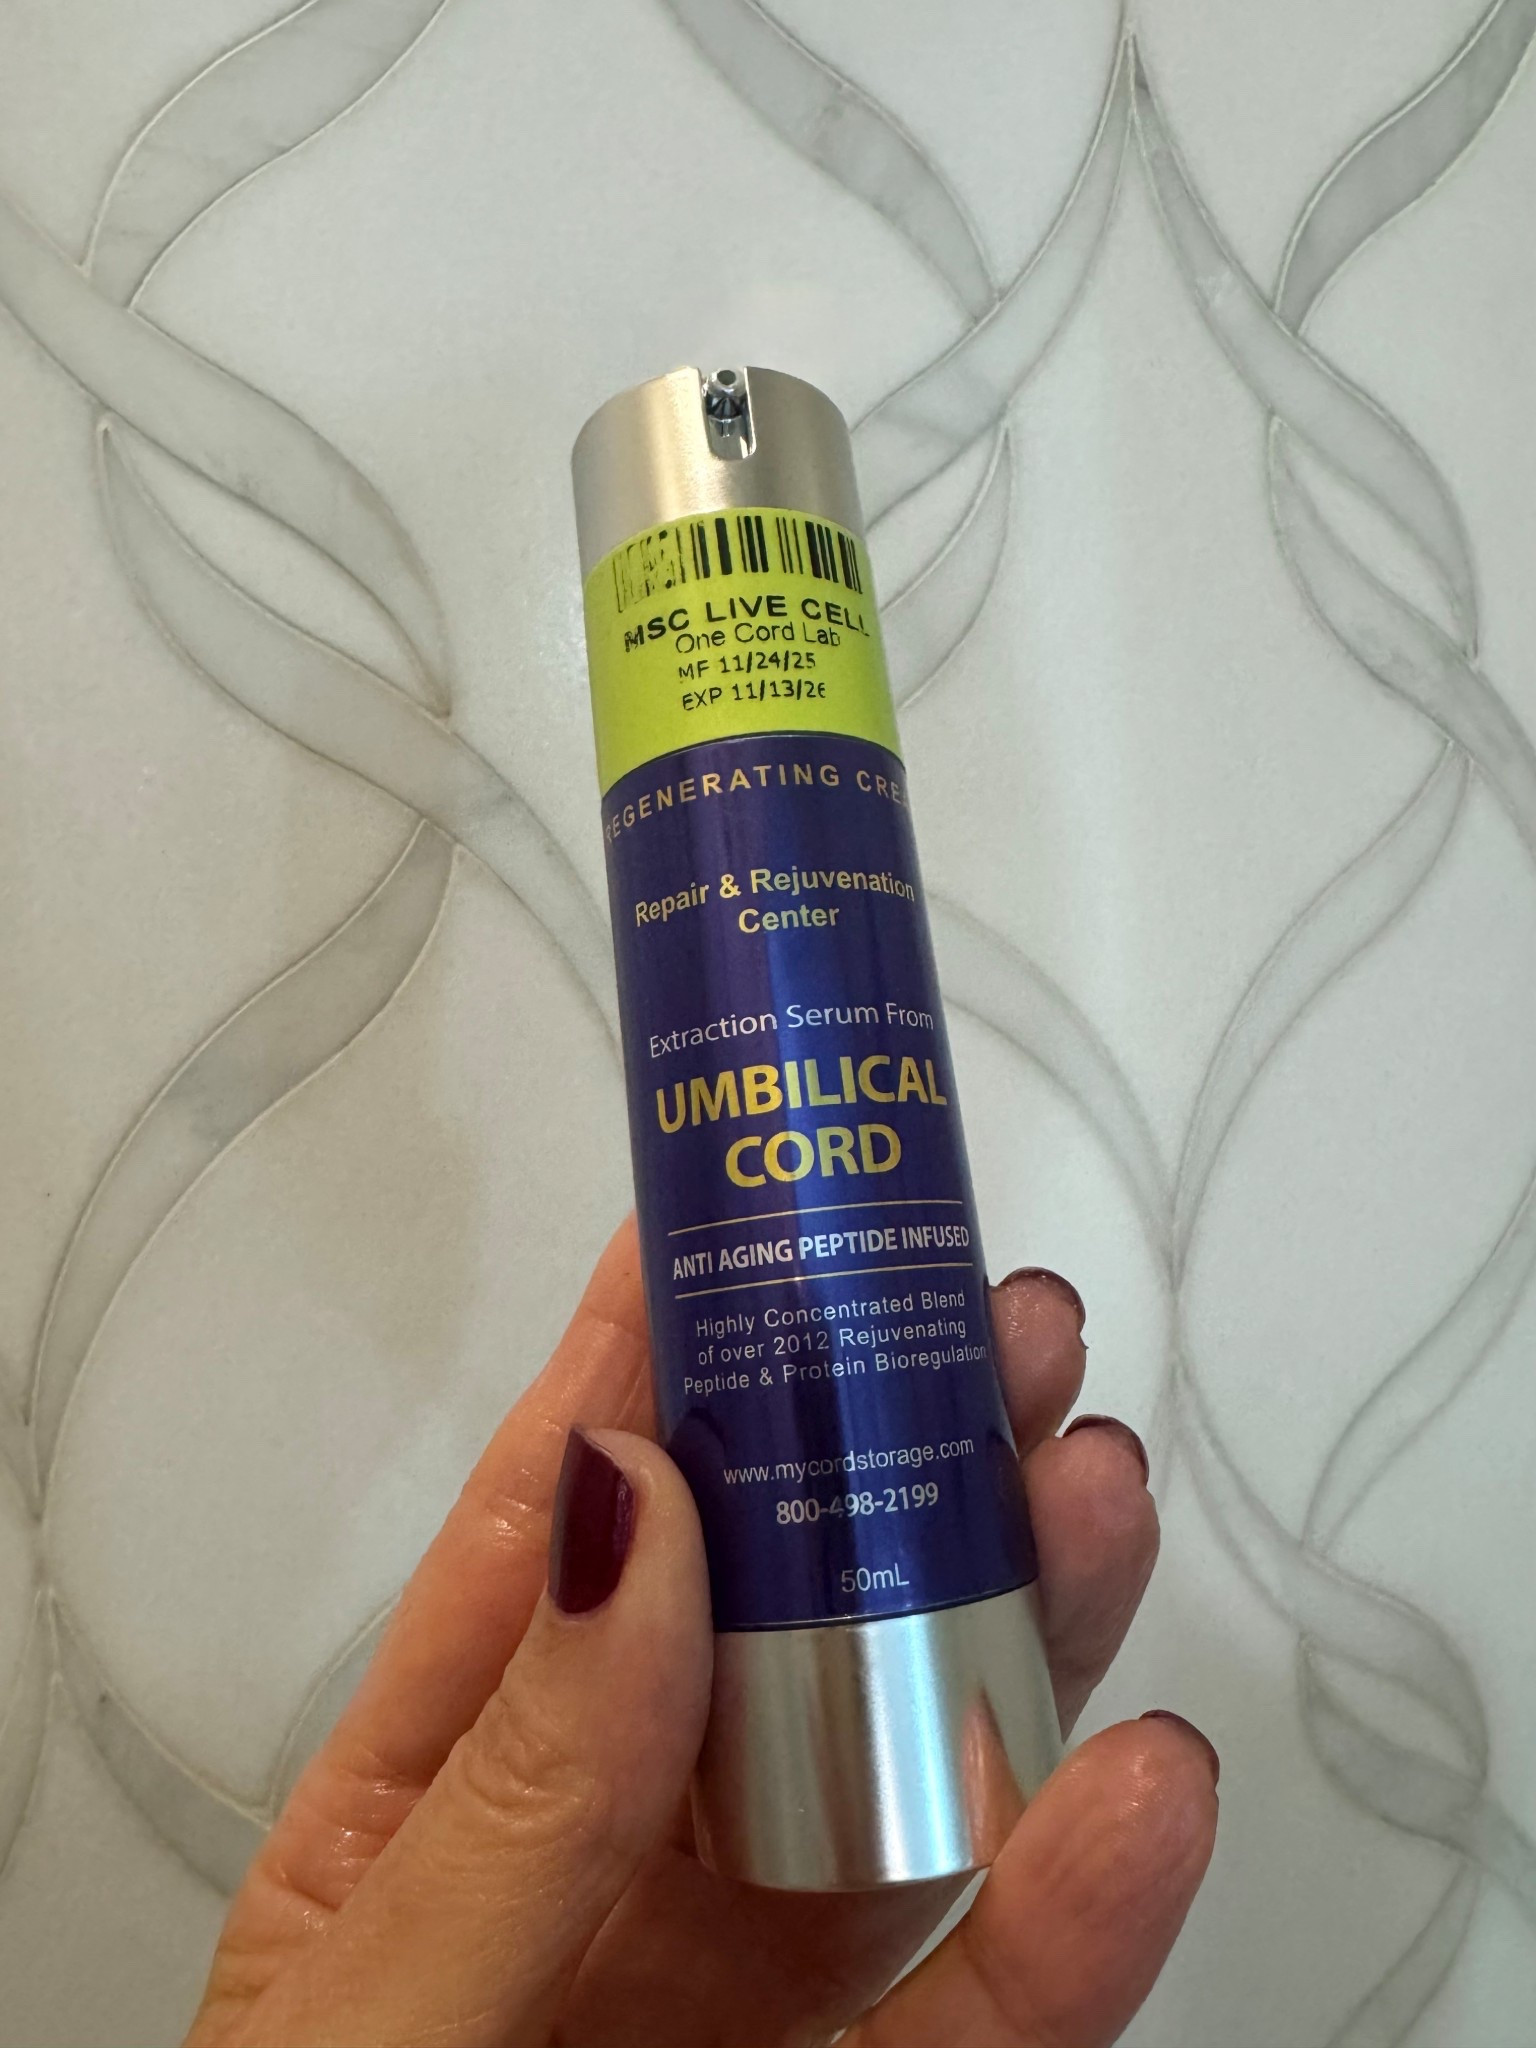 MSC LIVE CELL
One Cord Lab
MF 11/24/25
EXP 11/13/26
REGENERATING CREA
Repair & Rejuvenation
Center
Extraction Serum From
UMBILICAL
CORD
ANTI AGING PEPTIDE INFUSED
Highly Concentrated Blend
of over 2012 Rejuvenating
Peptide & Protein Bioregulation
www.mycordstorage.com
800-498-2199
50mL